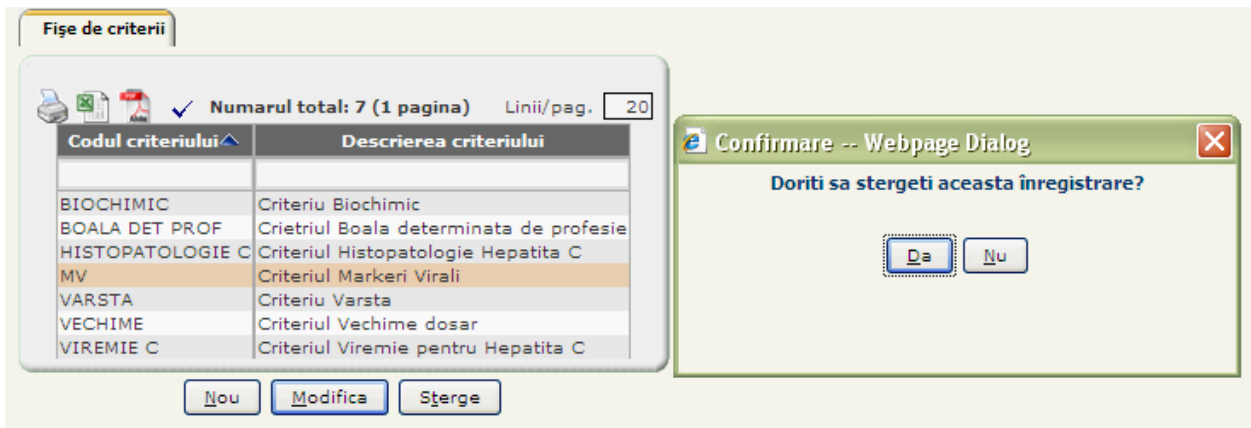 Fişe de criterii
Numarul total: 7 (1 pagina) Linii/pag. 20
Codul criteriului Descrierea criteriului
BIOCHIMIC Criteriu Biochimic
BOALA DET PROF Crietriul Boala determinata de profesie
HISTOPATOLOGIE C Criteriul Histopatologie Hepatita C
MV Criteriul Markeri Virali
VARSTA Criteriu Varsta
VECHIME Criteriul Vechime dosar
VIREMIE C Criteriul Viremie pentru Hepatita C
Nou Modifica Sterge
Confirmare -- Webpage Dialog
Doriti sa stergeti aceasta înregistrare?
Da Nu